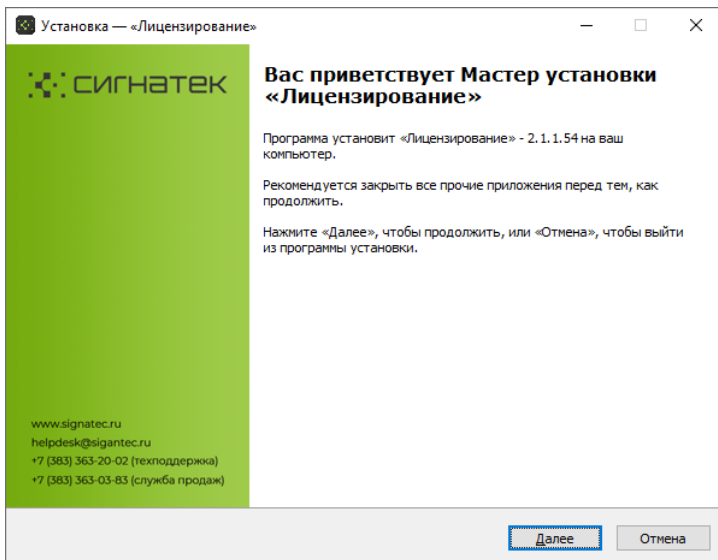 Установка — «Лицензирование»
сигнатек
Вас приветствует Мастер установки
«Лицензирование»
Программа установит «Лицензирование» - 2.1.1.54 на ваш
компьютер.
Рекомендуется закрыть все прочие приложения перед тем, как
продолжить.
Нажмите «Далее», чтобы продолжить, или «Отмена», чтобы выйти
из программы установки.
www.signatec.ru
helpdesk@sigantec.ru
+7 (383) 363-20-02 (техподдержка)
+7 (383) 363-03-83 (служба продаж)
Далее
Отмена